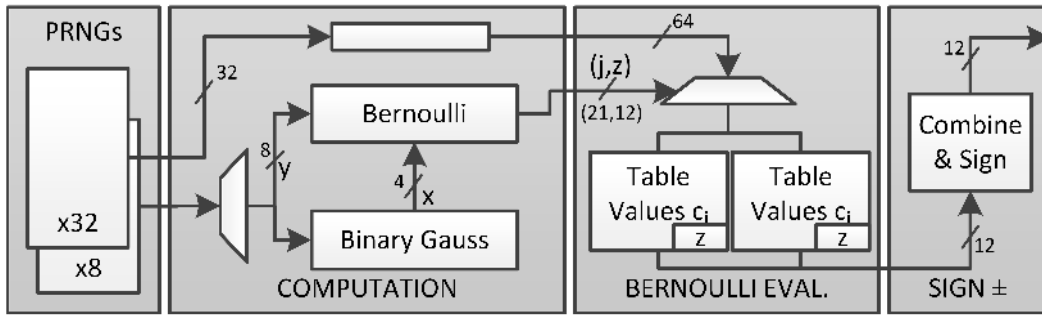 PRNGs
x32
x8
32
8
y
4
x
Bernoulli
Binary Gauss
COMPUTATION
64
(j,z)
(21,12)
Table
Values cᵢ
z
Table
Values cᵢ
z
BERNOULLI EVAL.
12
Combine
& Sign
12
SIGN ±